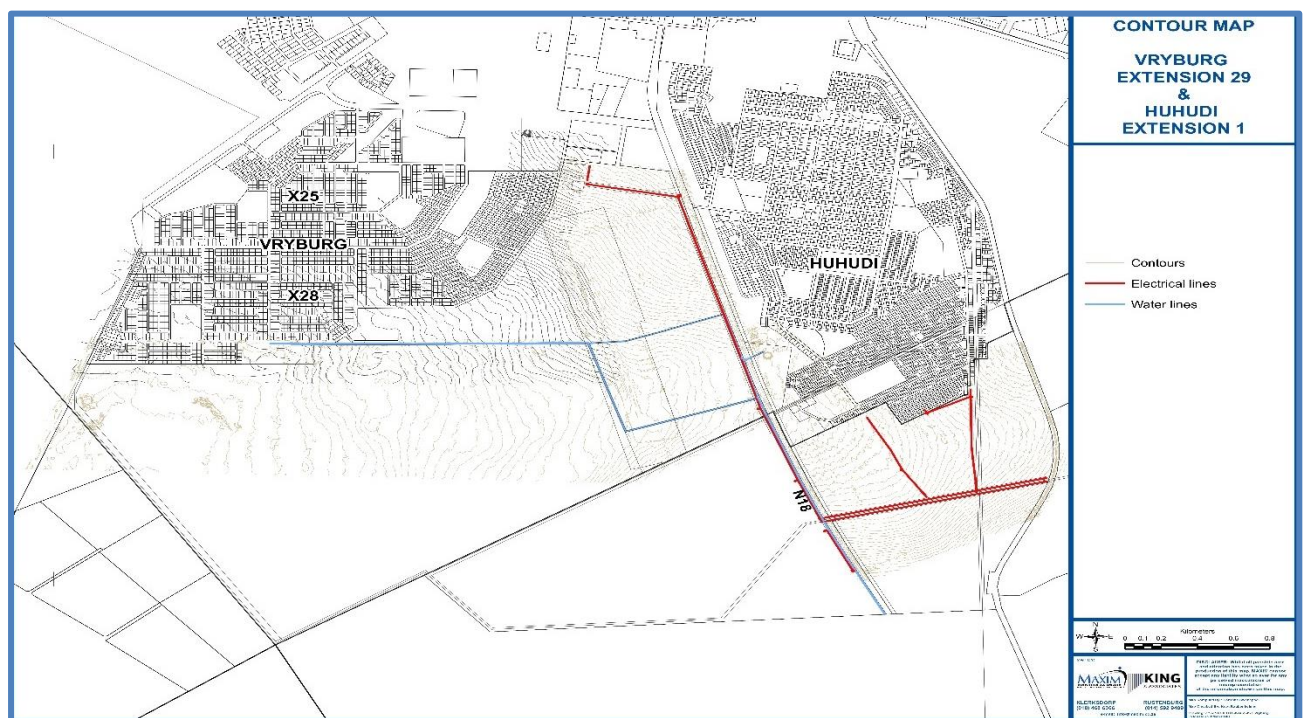 CONTOUR MAP
VRYBURG
EXTENSION 29
&
HUHUDI
EXTENSION 1
X25
VRYBURG
X28
HUHUDI
N18
Contours
Electrical lines
Water lines
N
W E
S
Kilometers
0 0.1 0.2 0.4 0.6 0.8
MAXIM
KING
& ASSOCIATES
KLERKSDORP
RUSTENBURG